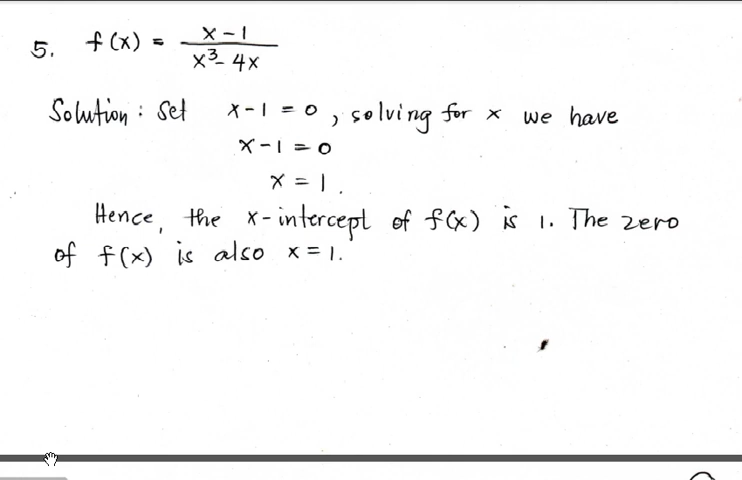 5. f(x) = x-1 / x³-4x
Solution : Set x-1 = 0 , solving for x we have
x-1 = 0
x = 1.
Hence, the x-intercept of f(x) is 1. The zero
of f(x) is also x = 1.